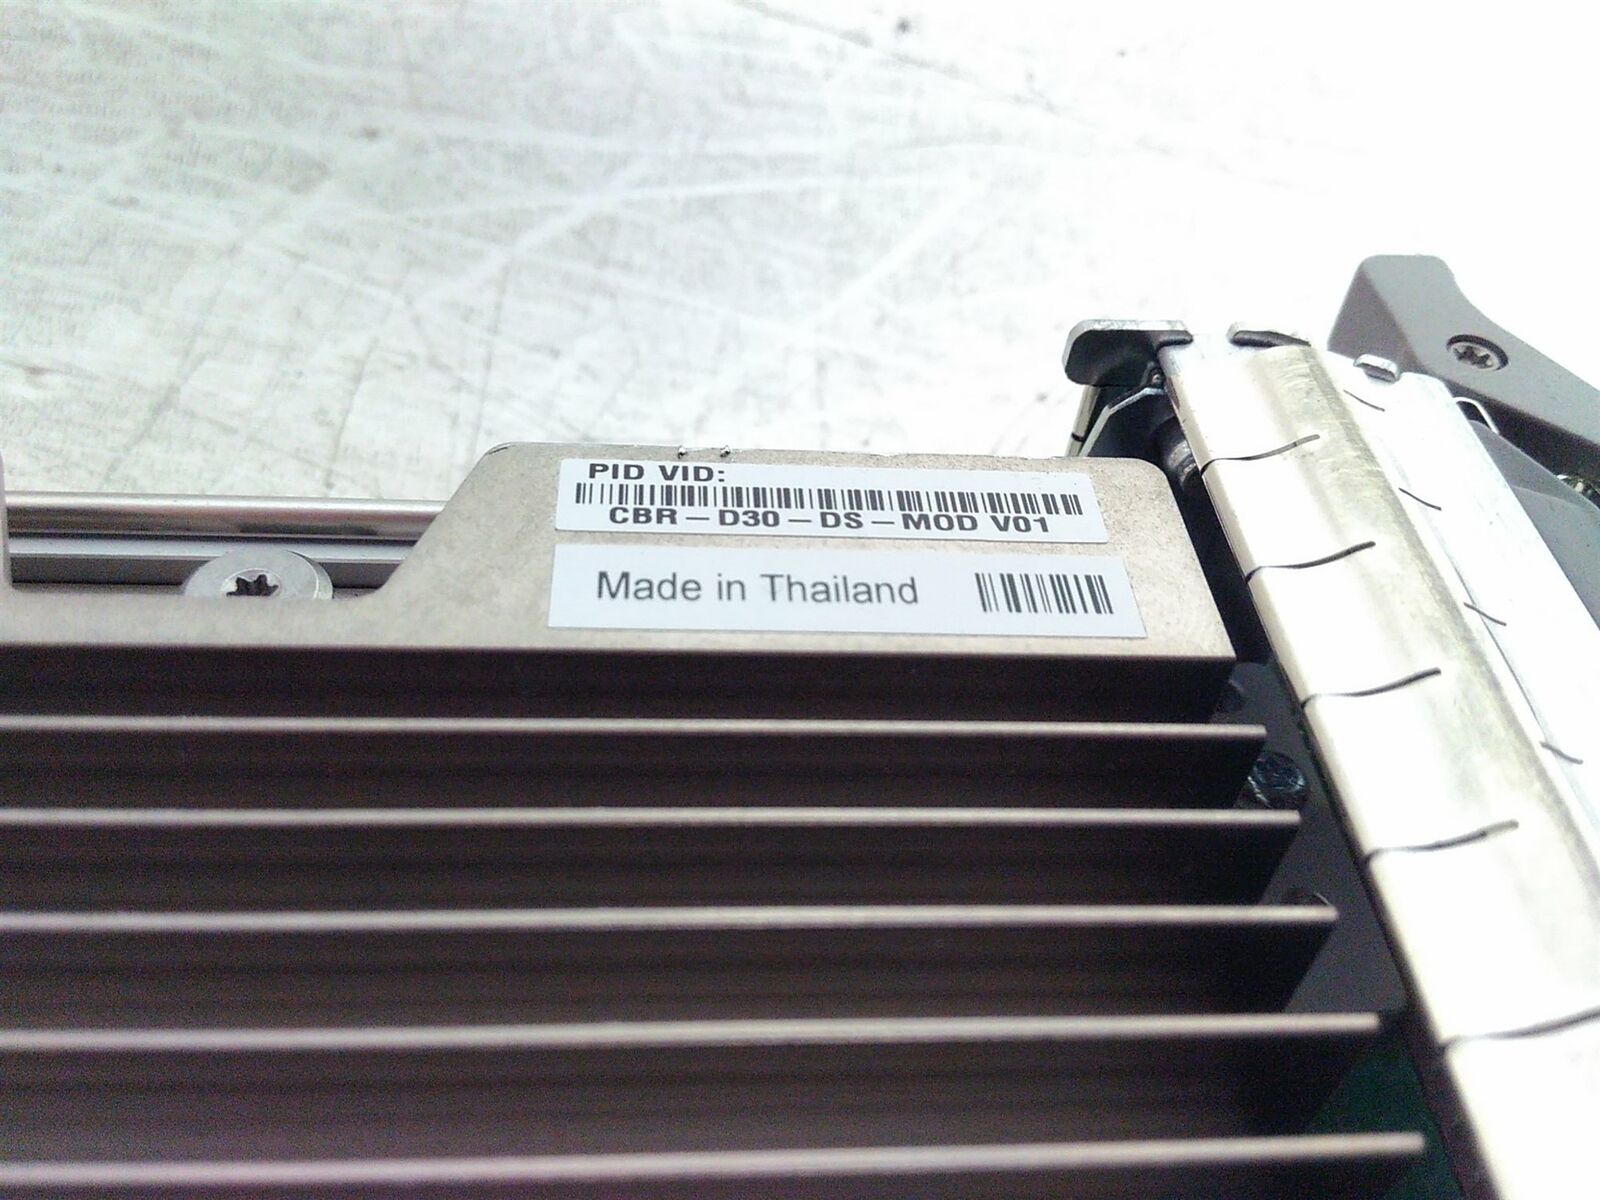 PID VID:
CBR-D30-DS-MOD V01
Made in Thailand